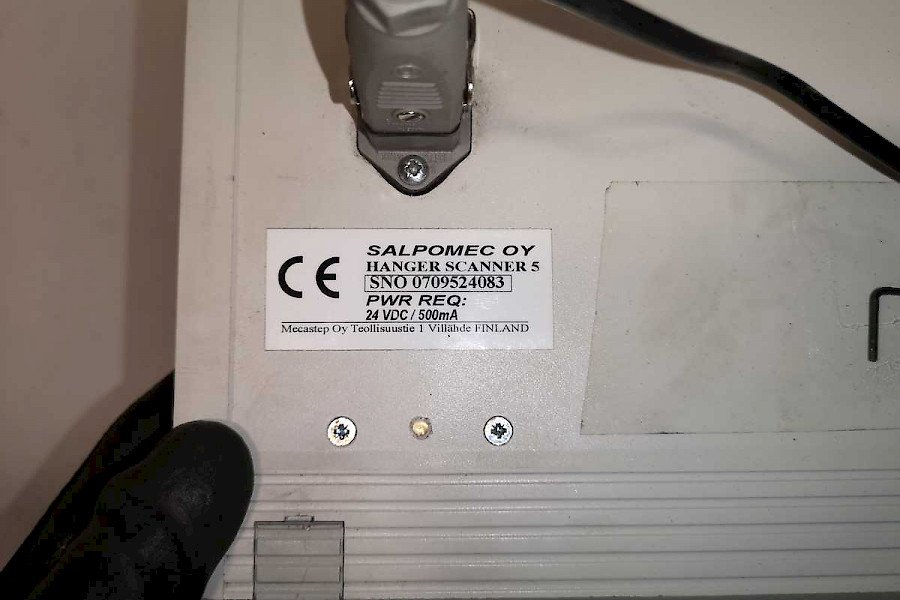 CE
SALPOMEC OY
HANGER SCANNER 5
SNO 0709524083
PWR REQ:
24 VDC / 500mA
Mecastep Oy Teollisuustie 1 Villähde FINLAND